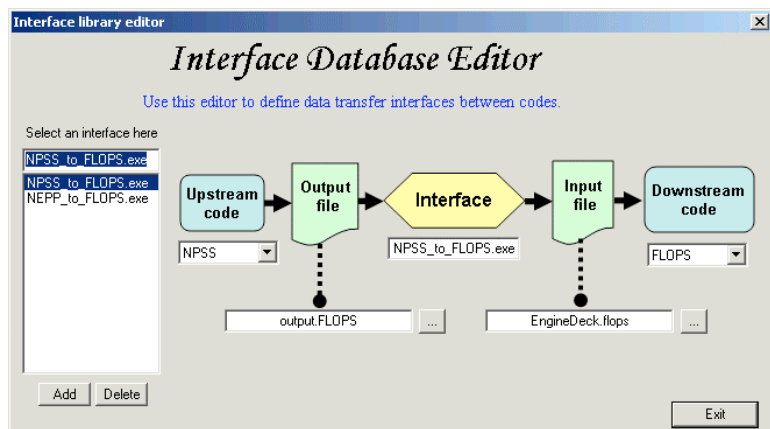 Interface library editor
Interface Database Editor
Use this editor to define data transfer interfaces between codes.
Select an interface here
NPSS_to_FLOPS.exe
NPSS_to_FLOPS.exe
NEPP_to_FLOPS.exe
Upstream
code
Output
file
Interface
Input
file
Downstream
code
NPSS
NPSS_to_FLOPS.exe
FLOPS
output.FLOPS
...
EngineDeck.flops
...
Add
Delete
Exit